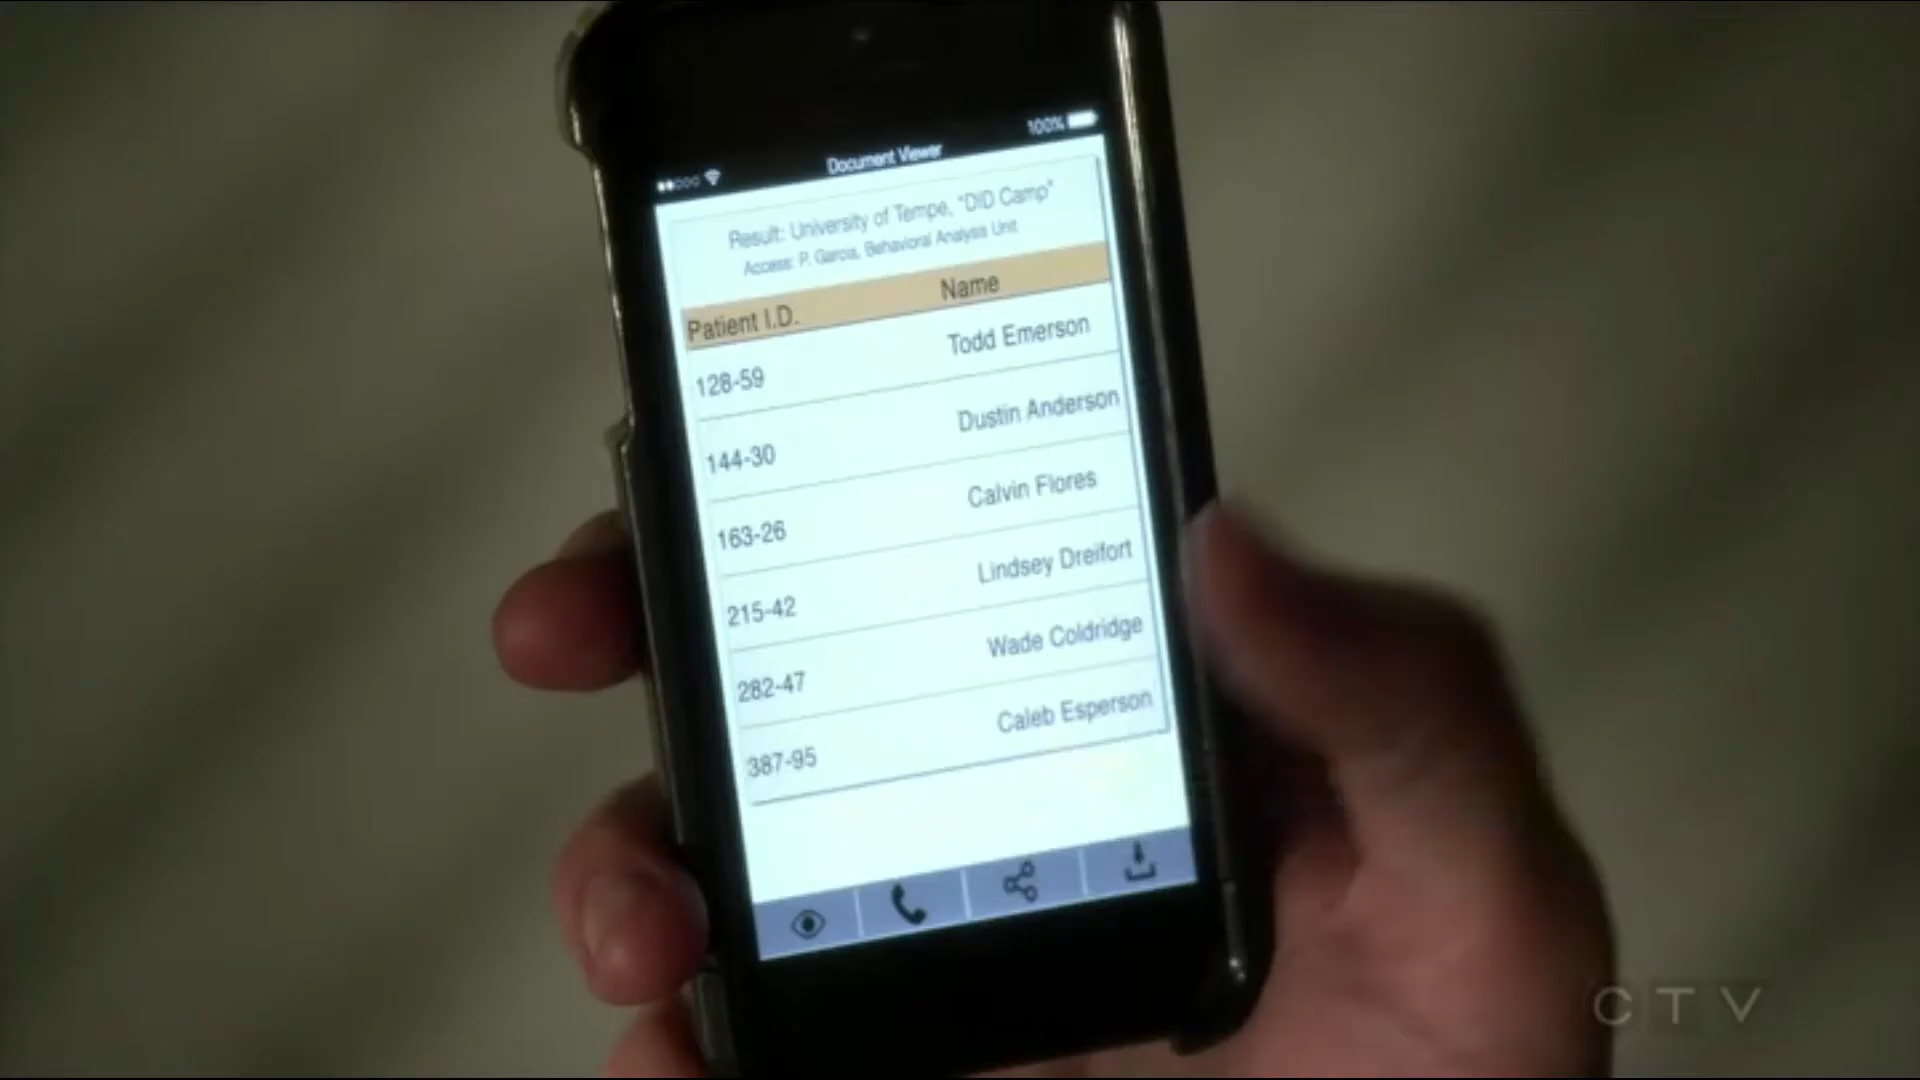 100%
Document Viewer
Result: University of Tempe, "DID Camp"
Access: P. Garcia, Behavioral Analysis Unit
Patient I.D. Name
128-59 Todd Emerson
144-30 Dustin Anderson
163-26 Calvin Flores
215-42 Lindsey Dreifort
282-47 Wade Coldridge
387-95 Caleb Esperson
CTV